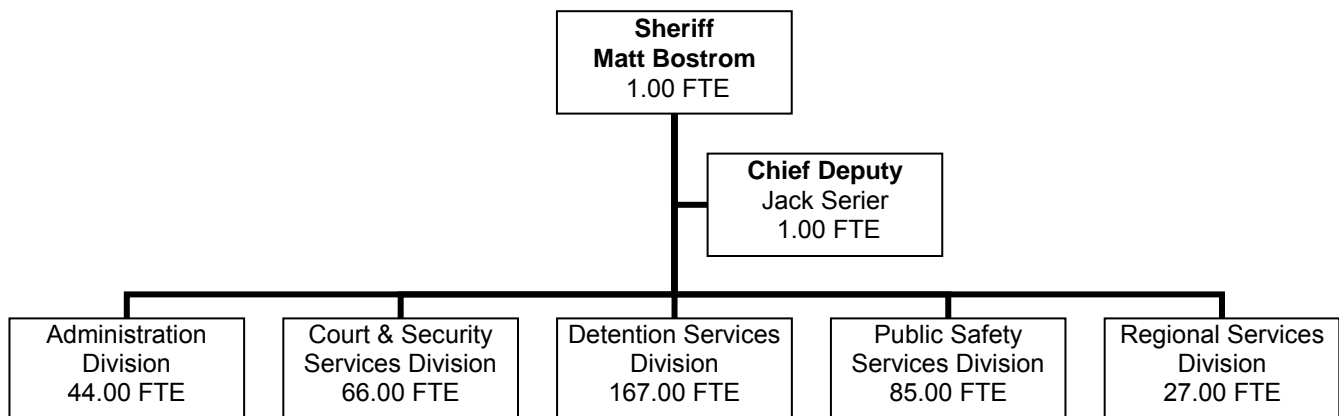 Sheriff
Matt Bostrom
1.00 FTE
Chief Deputy
Jack Serier
1.00 FTE
Administration
Division
44.00 FTE
Court & Security
Services Division
66.00 FTE
Detention Services
Division
167.00 FTE
Public Safety
Services Division
85.00 FTE
Regional Services
Division
27.00 FTE